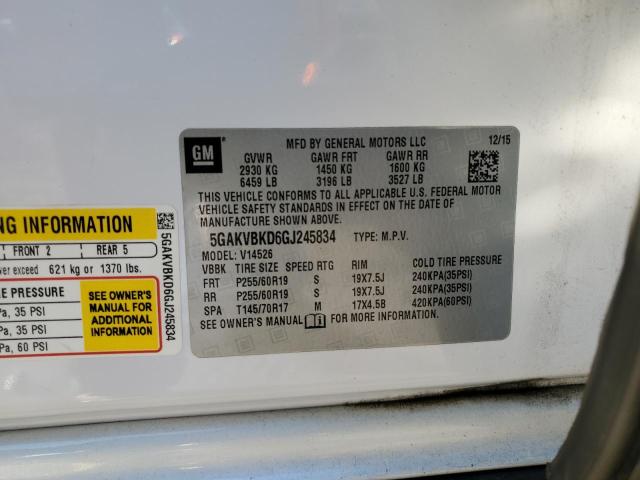 GM
MFD BY GENERAL MOTORS LLC 12/15
GVWR GAWR FRT GAWR RR
2930 KG 1450 KG 1600 KG
6459 LB 3196 LB 3527 LB
THIS VEHICLE CONFORMS TO ALL APPLICABLE U.S. FEDERAL MOTOR
VEHICLE SAFETY STANDARDS IN EFFECT ON THE DATE OF
MANUFACTURE SHOWN ABOVE.
5GAKVBKD6GJ245834 TYPE: M.P.V.
MODEL: V14526
VBBK TIRE SIZE SPEED RTG RIM COLD TIRE PRESSURE
FRT P255/60R19 S 19X7.5J 240KPA(35PSI)
RR P255/60R19 S 19X7.5J 240KPA(35PSI)
SPA T145/70R17 M 17X4.5B 420KPA(60PSI)
SEE OWNER'S MANUAL FOR MORE INFORMATION.
INFORMATION
FRONT 2 REAR 5
exceed 621 kg or 1370 lbs.
PRESSURE
35 PSI
35 PSI
60 PSI
SEE OWNER'S
MANUAL FOR
ADDITIONAL
INFORMATION
5GAKVBKD6GJ245834